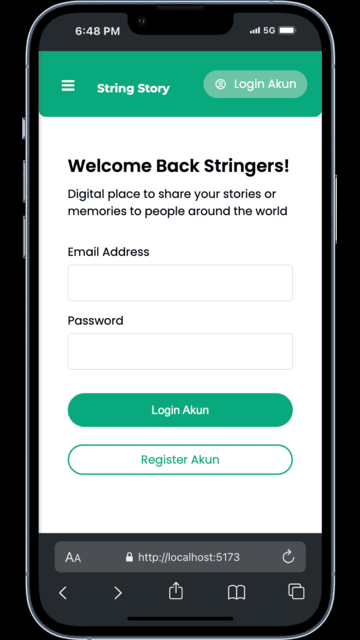 6:48 PM
5G
String Story
Login Akun
Welcome Back Stringers!
Digital place to share your stories or
memories to people around the world
Email Address
Password
Login Akun
Register Akun
AA
http://localhost:5173